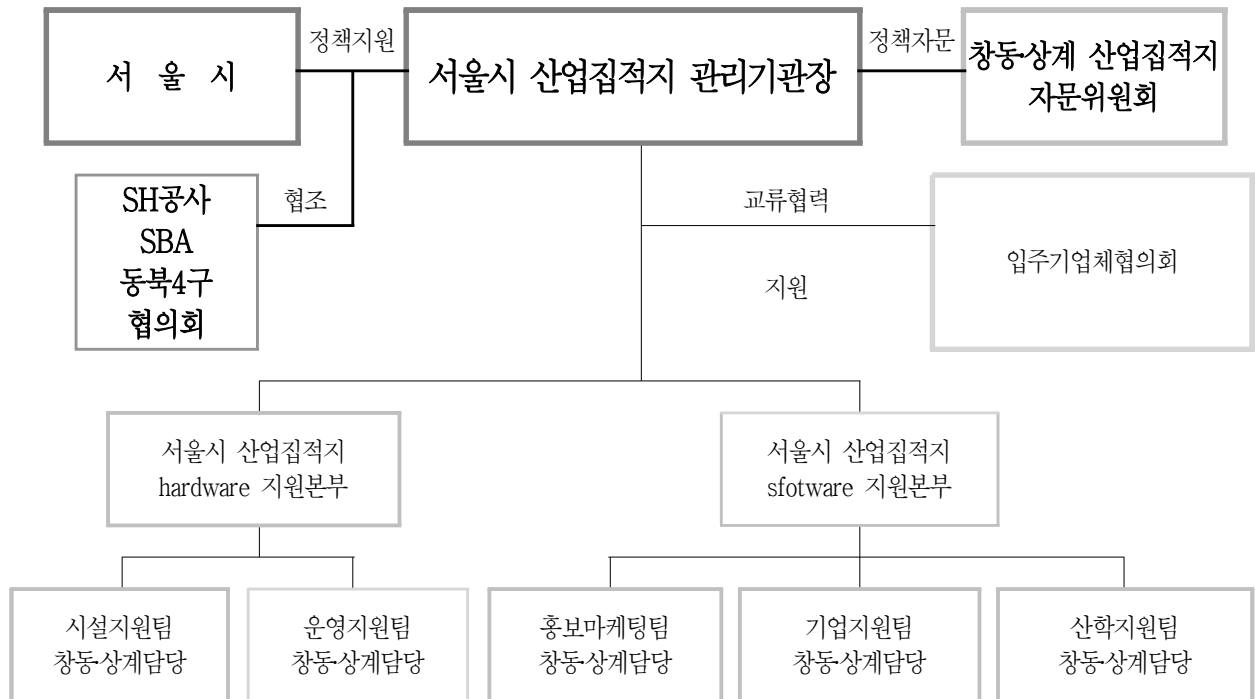 정책지원
정책자문
서 울 시
서울시 산업집적지 관리기관장
창동·상계 산업집적지
자문위원회
SH공사
SBA
동북4구
협의회
협조
교류협력
지원
입주기업체협의회
서울시 산업집적지
hardware 지원본부
서울시 산업집적지
sfotware 지원본부
시설지원팀
창동·상계담당
운영지원팀
창동·상계담당
홍보마케팅팀
창동·상계담당
기업지원팀
창동·상계담당
산학지원팀
창동·상계담당